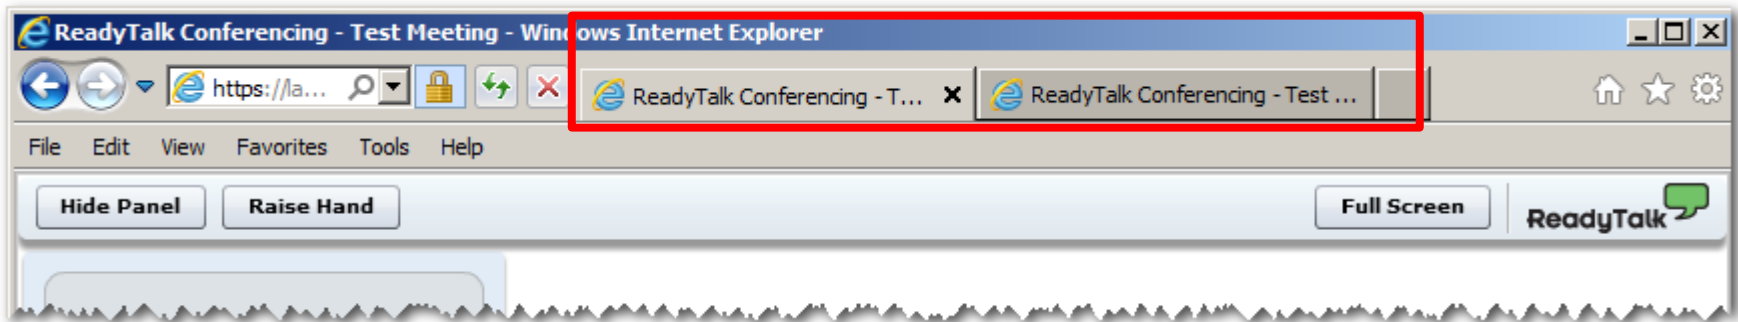 ReadyTalk Conferencing - Test Meeting - Windows Internet Explorer
https://la...
ReadyTalk Conferencing - T...
ReadyTalk Conferencing - Test ...
File Edit View Favorites Tools Help
Hide Panel Raise Hand Full Screen ReadyTalk